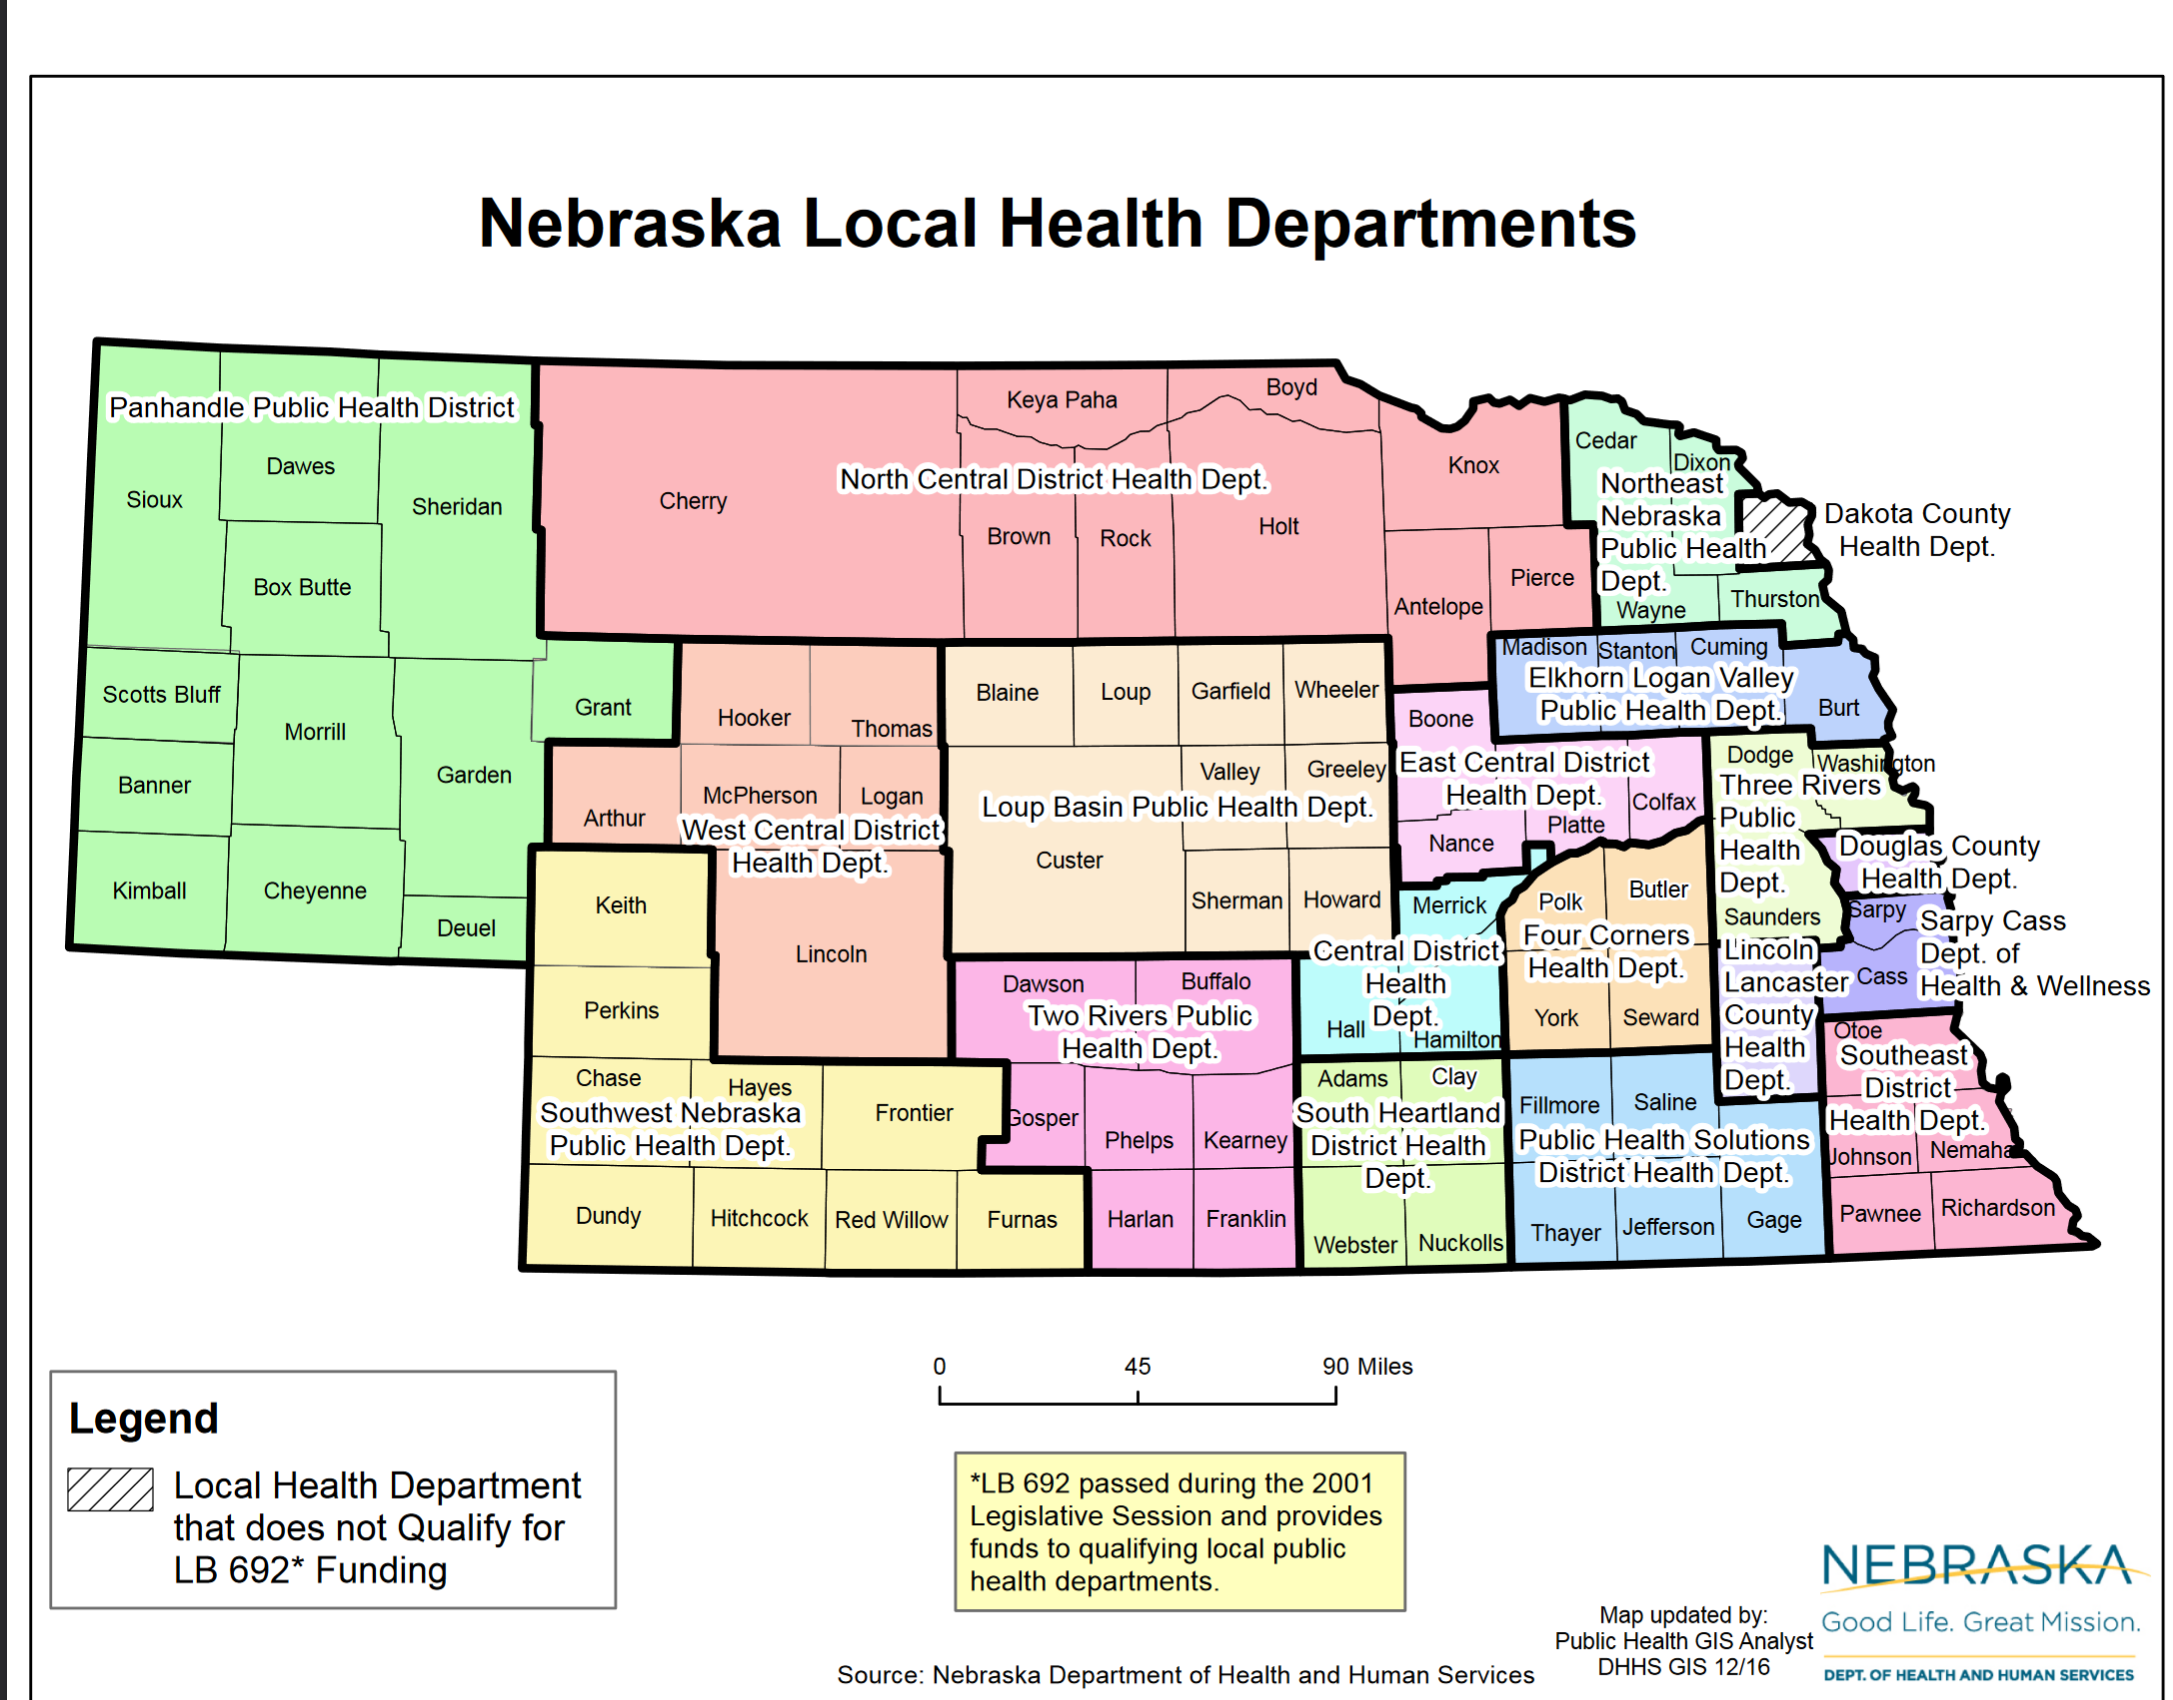 Nebraska Local Health Departments
Panhandle Public Health District
Sioux
Dawes
Sheridan
Box Butte
Scotts Bluff
Morrill
Grant
Banner
Garden
Kimball
Cheyenne
Deuel
North Central District Health Dept.
Cherry
Keya Paha
Boyd
Brown
Rock
Holt
Knox
Antelope
Pierce
Cedar
Dixon
Northeast
Nebraska
Public Health
Dept.
Wayne
Thurston
Dakota County
Health Dept.
Hooker
Thomas
Arthur
McPherson
Logan
West Central District
Health Dept.
Lincoln
Blaine
Loup
Garfield
Wheeler
Valley
Greeley
Loup Basin Public Health Dept.
Custer
Sherman
Howard
Madison
Stanton
Cuming
Elkhorn Logan Valley
Public Health Dept.
Burt
Boone
East Central District
Health Dept.
Colfax
Platte
Nance
Dodge
Washington
Three Rivers
Public
Health
Dept.
Saunders
Douglas County
Health Dept.
Sarpy
Sarpy Cass
Dept. of
Health & Wellness
Cass
Keith
Perkins
Chase
Hayes
Frontier
Southwest Nebraska
Public Health Dept.
Dundy
Hitchcock
Red Willow
Furnas
Dawson
Buffalo
Two Rivers Public
Health Dept.
Gosper
Phelps
Kearney
Harlan
Franklin
Merrick
Central District
Health
Dept.
Hall
Hamilton
Polk
Butler
Four Corners
Health Dept.
York
Seward
Lincoln
Lancaster
County
Health
Dept.
Adams
Clay
South Heartland
District Health
Dept.
Webster
Nuckolls
Fillmore
Saline
Public Health Solutions
District Health Dept.
Thayer
Jefferson
Gage
Otoe
Southeast
District
Health Dept.
Johnson
Nemaha
Pawnee
Richardson
0 45 90 Miles
Legend
Local Health Department
that does not Qualify for
LB 692* Funding
*LB 692 passed during the 2001
Legislative Session and provides
funds to qualifying local public
health departments.
Source: Nebraska Department of Health and Human Services
Map updated by:
Public Health GIS Analyst
DHHS GIS 12/16
NEBRASKA
Good Life. Great Mission.
DEPT. OF HEALTH AND HUMAN SERVICES